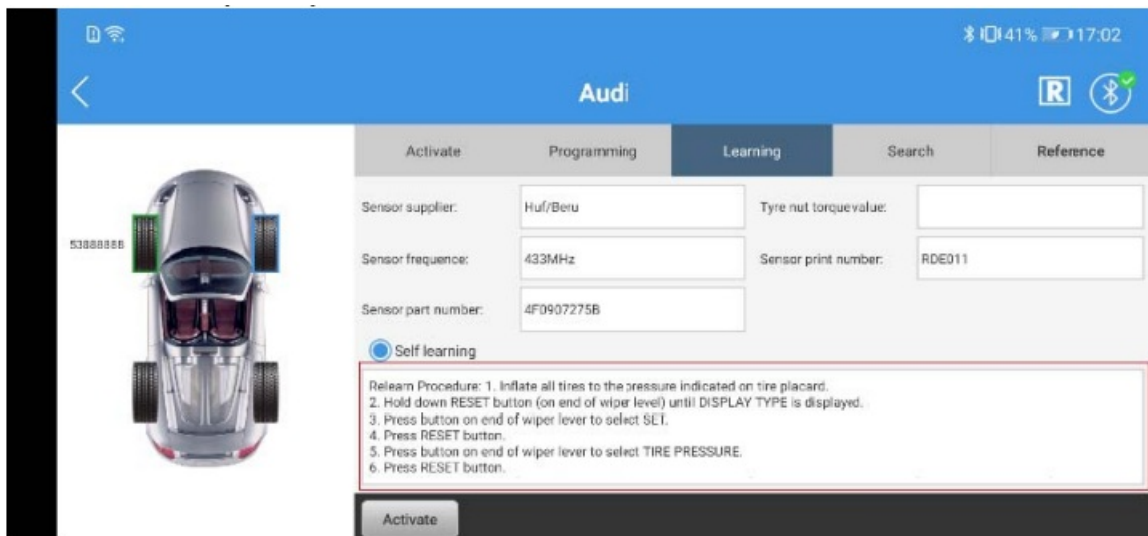 41% 17:02
Audi
R
Activate Programming Learning Search Reference
Sensor supplier: Huf/Beru Tyre nut torque value:
53888888
Sensor frequence: 433MHz Sensor print number: RDE011
Sensor part number: 4F0907275B
Self learning
Relearn Procedure: 1. Inflate all tires to the pressure indicated on tire placard.
2. Hold down RESET button (on end of wiper level) until DISPLAY TYPE is displayed.
3. Press button on end of wiper lever to select SET.
4. Press RESET button.
5. Press button on end of wiper lever to select TIRE PRESSURE.
6. Press RESET button.
Activate